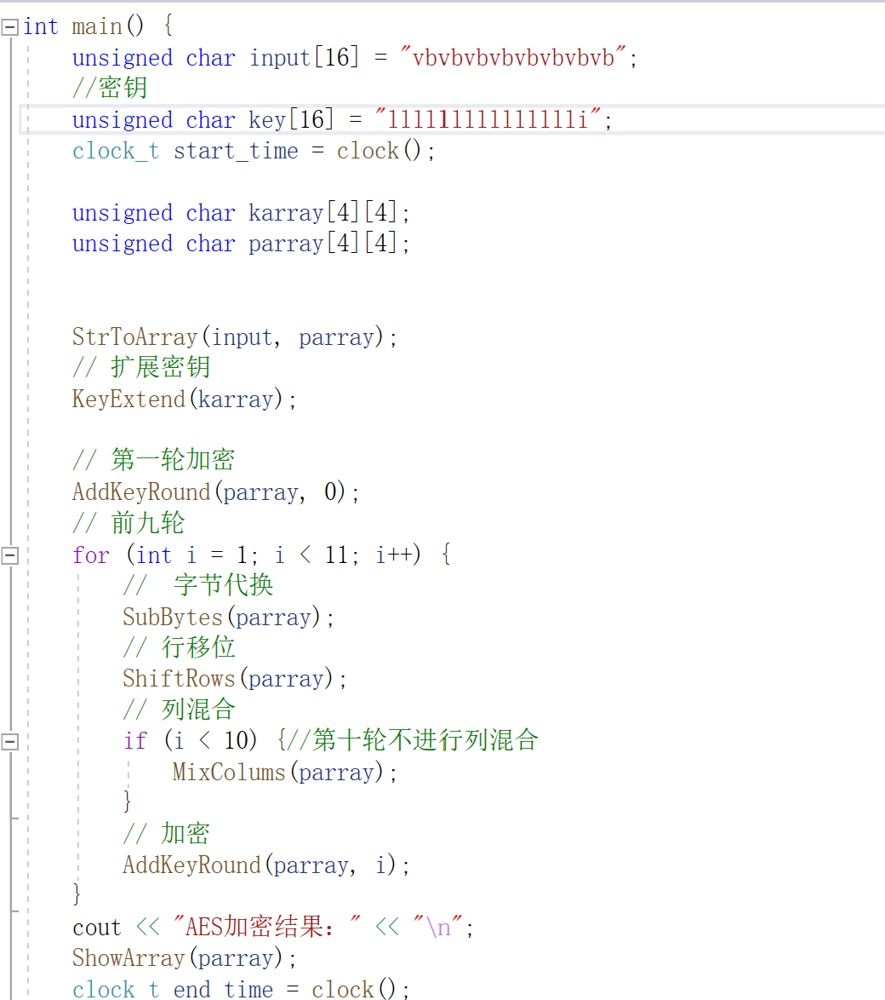 int main() {
unsigned char input[16] = "vbvbvbvbvbvbvbvb";
//密钥
unsigned char key[16] = "llllllllllllllli";
clock_t start_time = clock();
unsigned char karray[4][4];
unsigned char parray[4][4];
StrToArray(input, parray);
// 扩展密钥
KeyExtend(karray);
// 第一轮加密
AddKeyRound(parray, 0);
// 前九轮
for (int i = 1; i < 11; i++) {
//  字节代换
SubBytes(parray);
// 行移位
ShiftRows(parray);
// 列混合
if (i < 10) {//第十轮不进行列混合
MixColums(parray);
}
// 加密
AddKeyRound(parray, i);
}
cout << "AES加密结果：" << "\n";
ShowArray(parray);
clock_t end_time = clock();